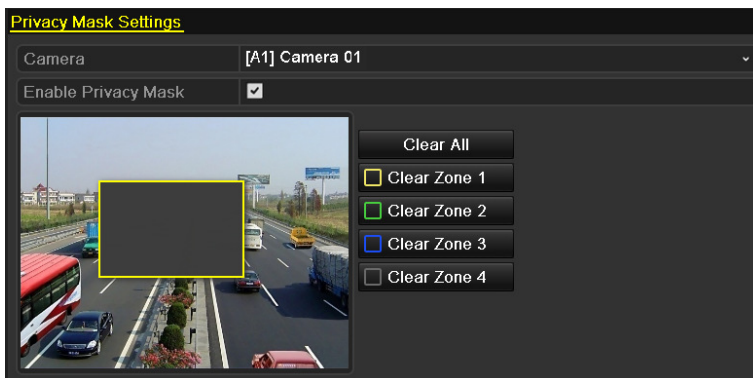 Privacy Mask Settings
Camera [A1] Camera 01
Enable Privacy Mask
Clear All
Clear Zone 1
Clear Zone 2
Clear Zone 3
Clear Zone 4